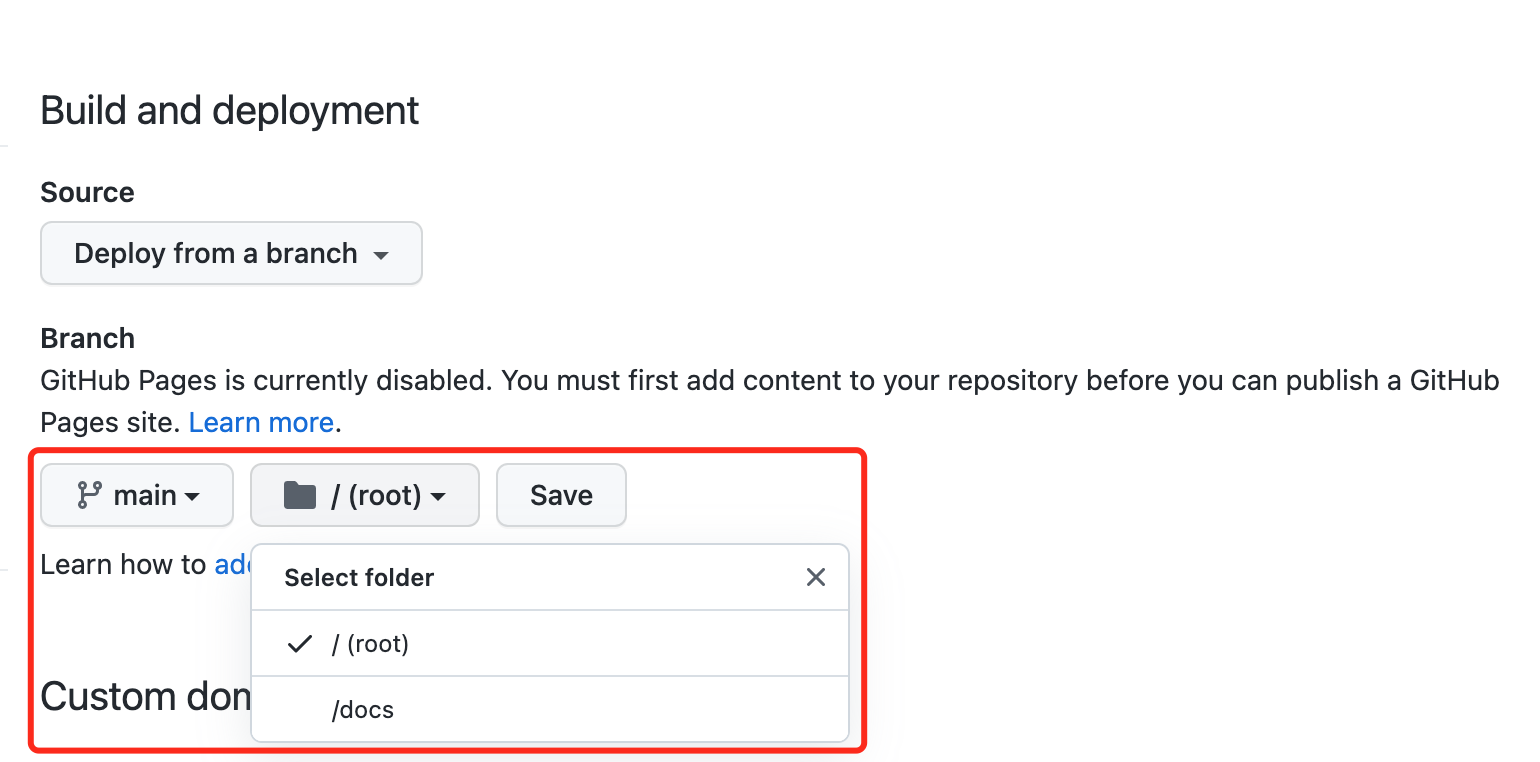 Build and deployment
Source
Deploy from a branch
Branch
GitHub Pages is currently disabled. You must first add content to your repository before you can publish a GitHub
Pages site. Learn more.
main / (root) Save
Learn how to
Select folder
/ (root)
Custom
/docs